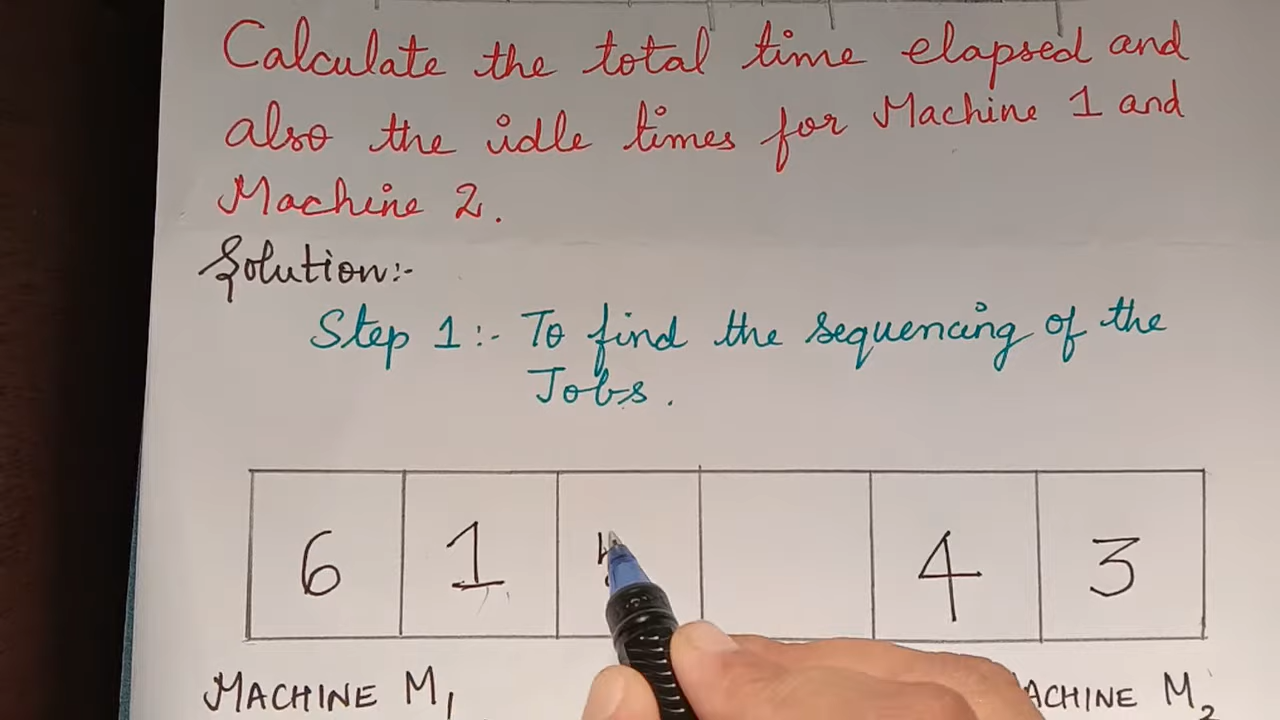 Calculate the total time elapsed and
also the idle times for Machine 1 and
Machine 2.
Solution:-
Step 1:- To find the sequencing of the
Jobs.
6 1 4 3
MACHINE M1 MACHINE M2